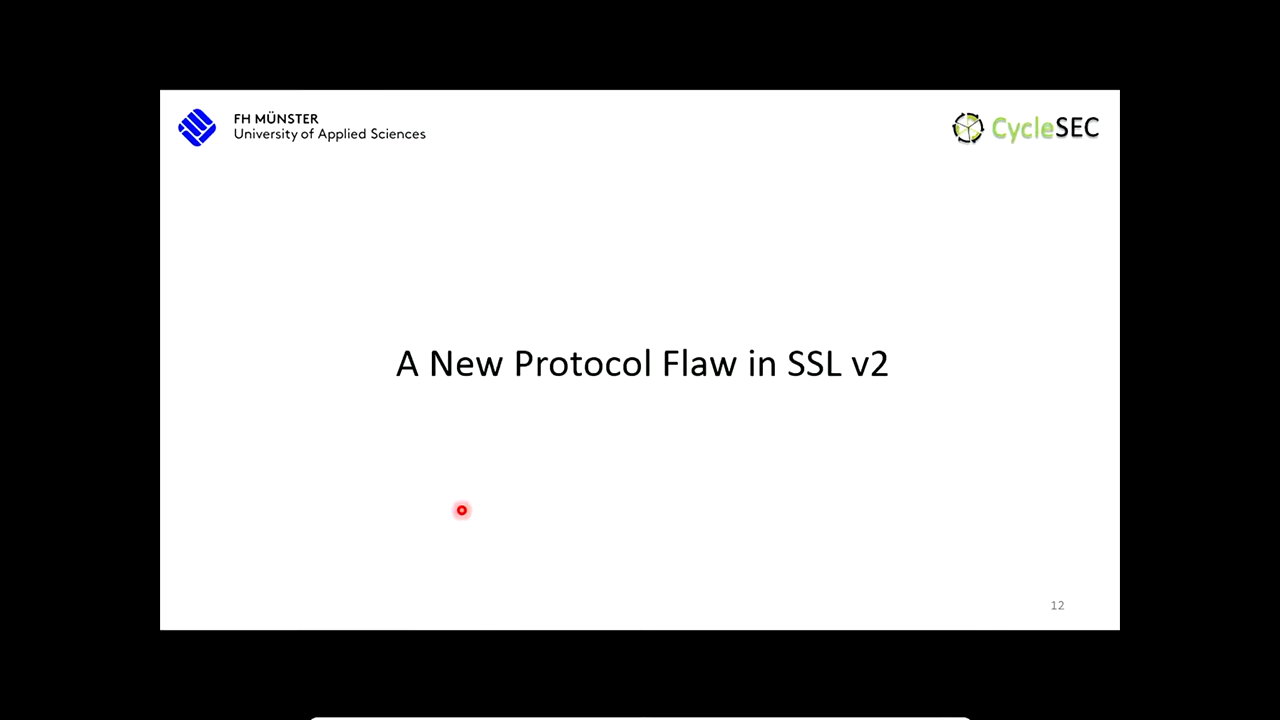 FH MÜNSTER
University of Applied Sciences
CycleSEC
A New Protocol Flaw in SSL v2
12